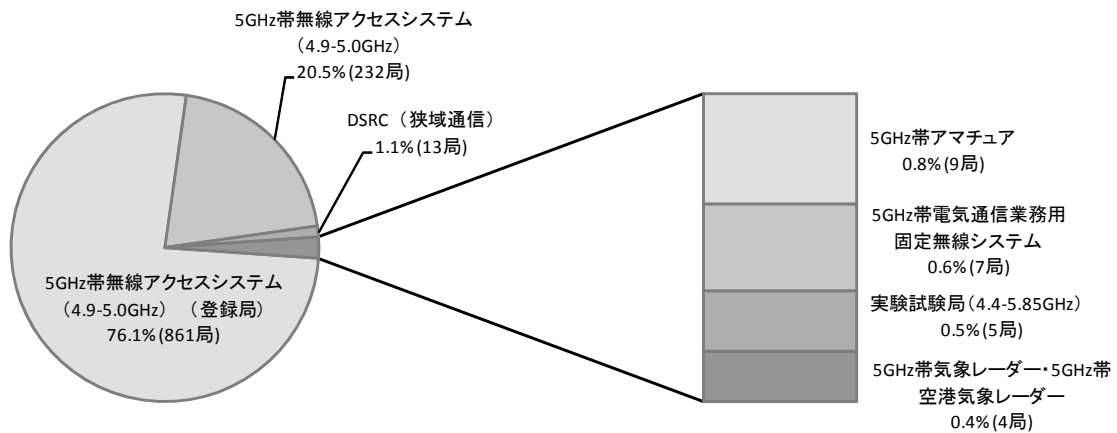 5GHz帯無線アクセスシステム
（4.9-5.0GHz）
20.5%(232局)
DSRC（狭域通信）
1.1%(13局)
5GHz帯無線アクセスシステム
（4.9-5.0GHz）（登録局）
76.1%(861局)
5GHz帯アマチュア
0.8%(9局)
5GHz帯電気通信業務用
固定無線システム
0.6%(7局)
実験試験局(4.4-5.85GHz)
0.5%(5局)
5GHz帯気象レーダー・5GHz帯
空港気象レーダー
0.4%(4局)